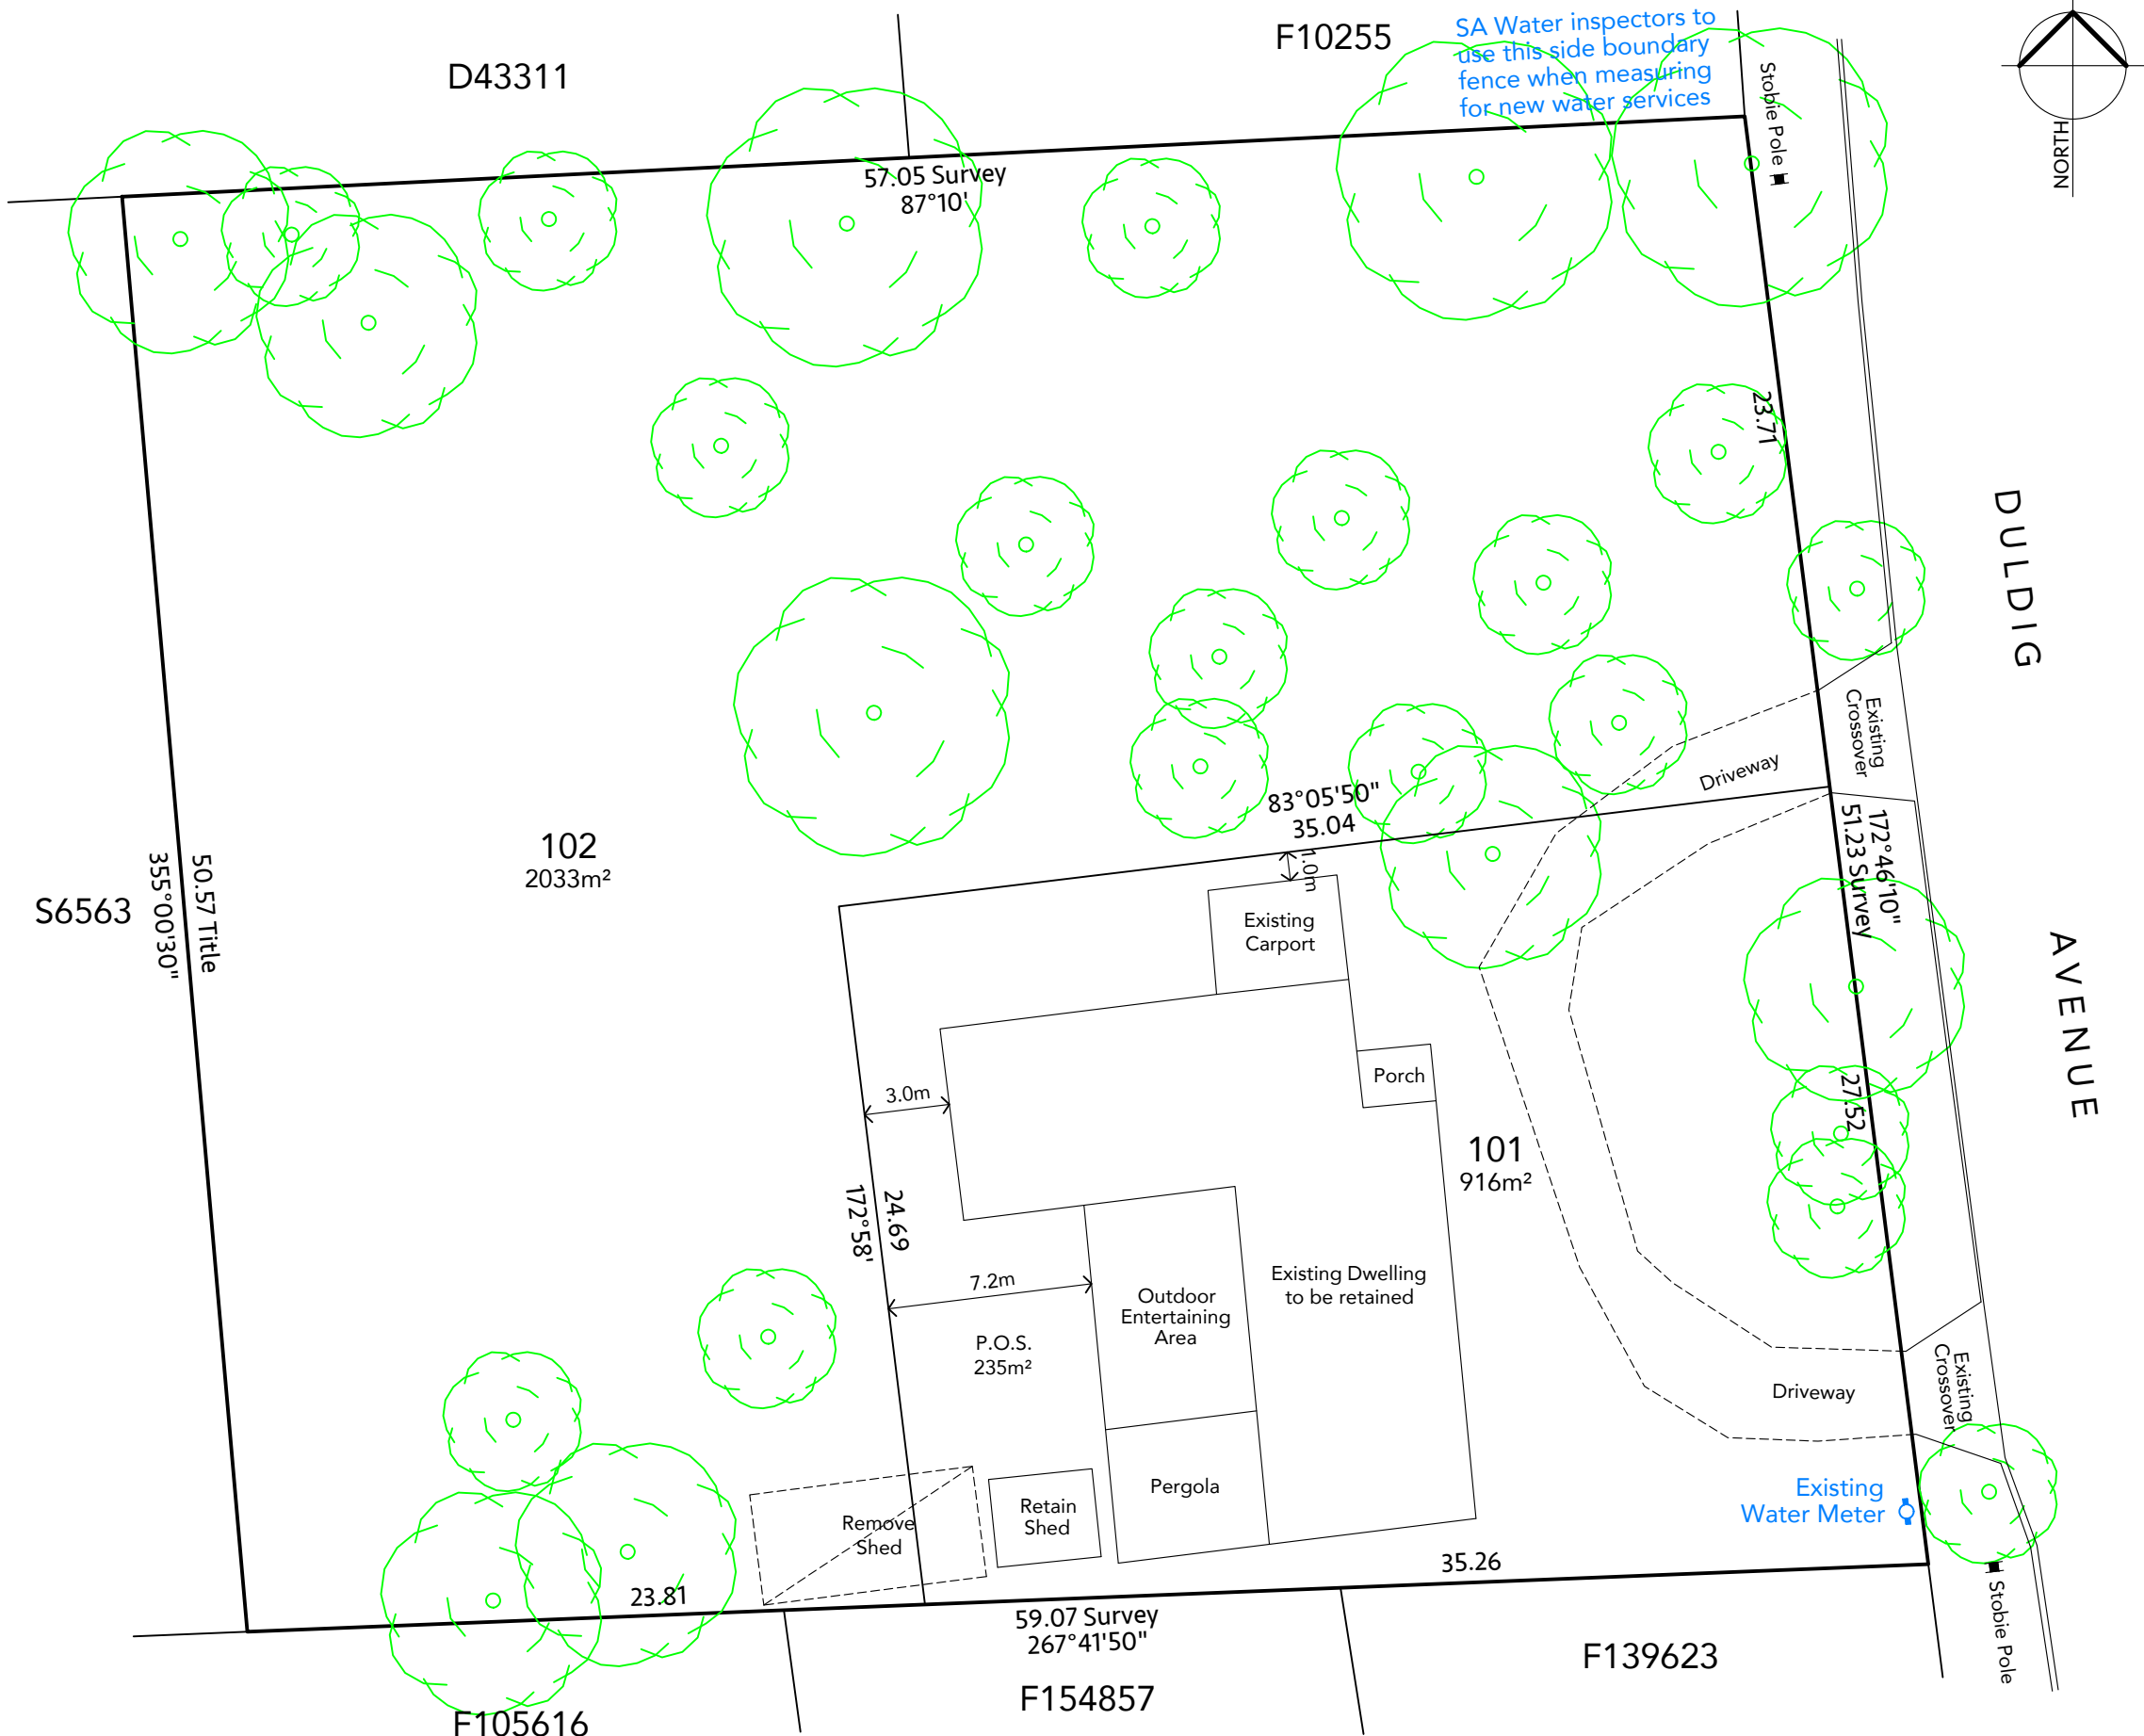 F10255
SA Water inspectors to
use this side boundary
fence when measuring
for new water services
D43311
Stobie Pole
NORTH
57.05 Survey
87°10'
23.71
DULDIG
AVENUE
Existing
Crossover
Driveway
83°05'50"
35.04
1.0m
172°46'10"
51.23 Survey
102
2033m²
50.57 Title
355°00'30"
S6563
Existing
Carport
Porch
3.0m
27.52
101
916m²
24.69
172°58'
7.2m
Outdoor
Entertaining
Area
Existing Dwelling
to be retained
P.O.S.
235m²
Driveway
Existing
Crossover
Existing
Water Meter
Pergola
Retain
Shed
Remove
Shed
35.26
23.81
59.07 Survey
267°41'50"
Stobie Pole
F139623
F154857
F105616